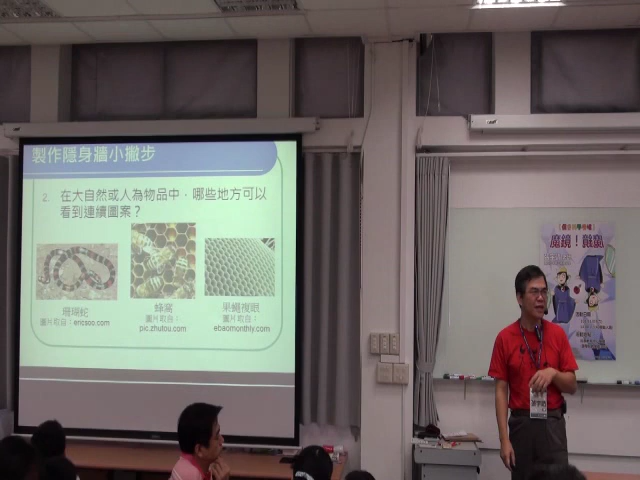 製作隱身牆小撇步
2. 在大自然或人為物品中，哪些地方可以
看到連續圖案？
珊瑚蛇
圖片取自：
ericsoo.com
蜂窩
圖片取自：
pic.zhutou.com
果蠅複眼
圖片取自：
ebaomonthly.com
魔鏡！